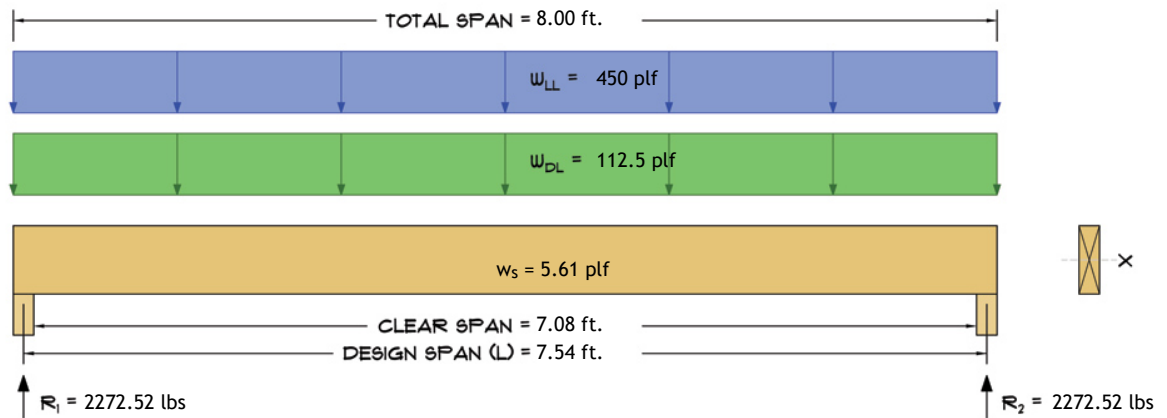 TOTAL SPAN = 8.00 ft.
WLL = 450 plf
WDL = 112.5 plf
ws = 5.61 plf
X
CLEAR SPAN = 7.08 ft.
DESIGN SPAN (L) = 7.54 ft.
R1 = 2272.52 lbs
R2 = 2272.52 lbs